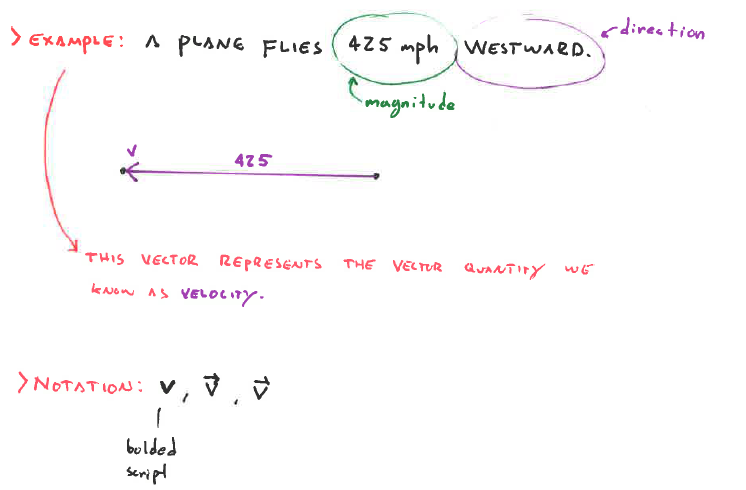 > EXAMPLE: A PLANE FLIES 425 mph WESTWARD.
direction
magnitude
v
425
THIS VECTOR REPRESENTS THE VECTOR QUANTITY WE
KNOW AS VELOCITY.
> NOTATION: v, v⃗, v⃗
bolded
script